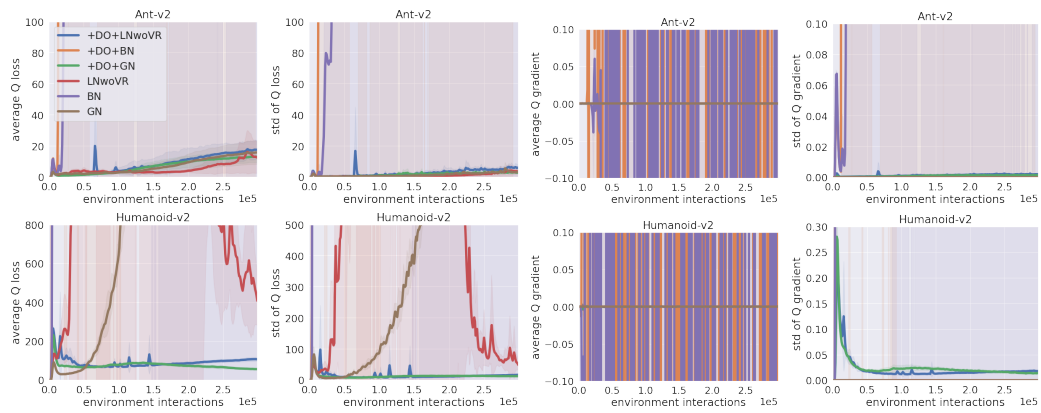 Ant-v2
100
80
60
40
20
0
average Q loss
+DO+LNwoVR
+DO+BN
+DO+GN
LNwoVR
BN
GN
0.0 0.5 1.0 1.5 2.0 2.5
environment interactions 1e5
Ant-v2
100
80
60
40
20
0
std of Q loss
0.0 0.5 1.0 1.5 2.0 2.5
environment interactions 1e5
Ant-v2
0.10
0.05
0.00
−0.05
−0.10
average Q gradient
0.0 0.5 1.0 1.5 2.0 2.5
environment interactions 1e5
Ant-v2
0.10
0.08
0.06
0.04
0.02
0.00
std of Q gradient
0.0 0.5 1.0 1.5 2.0 2.5
environment interactions 1e5
Humanoid-v2
800
600
400
200
0
average Q loss
0.0 0.5 1.0 1.5 2.0 2.5
environment interactions 1e5
Humanoid-v2
500
400
300
200
100
0
std of Q loss
0.0 0.5 1.0 1.5 2.0 2.5
environment interactions 1e5
Humanoid-v2
0.10
0.05
0.00
−0.05
−0.10
average Q gradient
0.0 0.5 1.0 1.5 2.0 2.5
environment interactions 1e5
Humanoid-v2
0.30
0.25
0.20
0.15
0.10
0.05
0.00
std of Q gradient
0.0 0.5 1.0 1.5 2.0 2.5
environment interactions 1e5